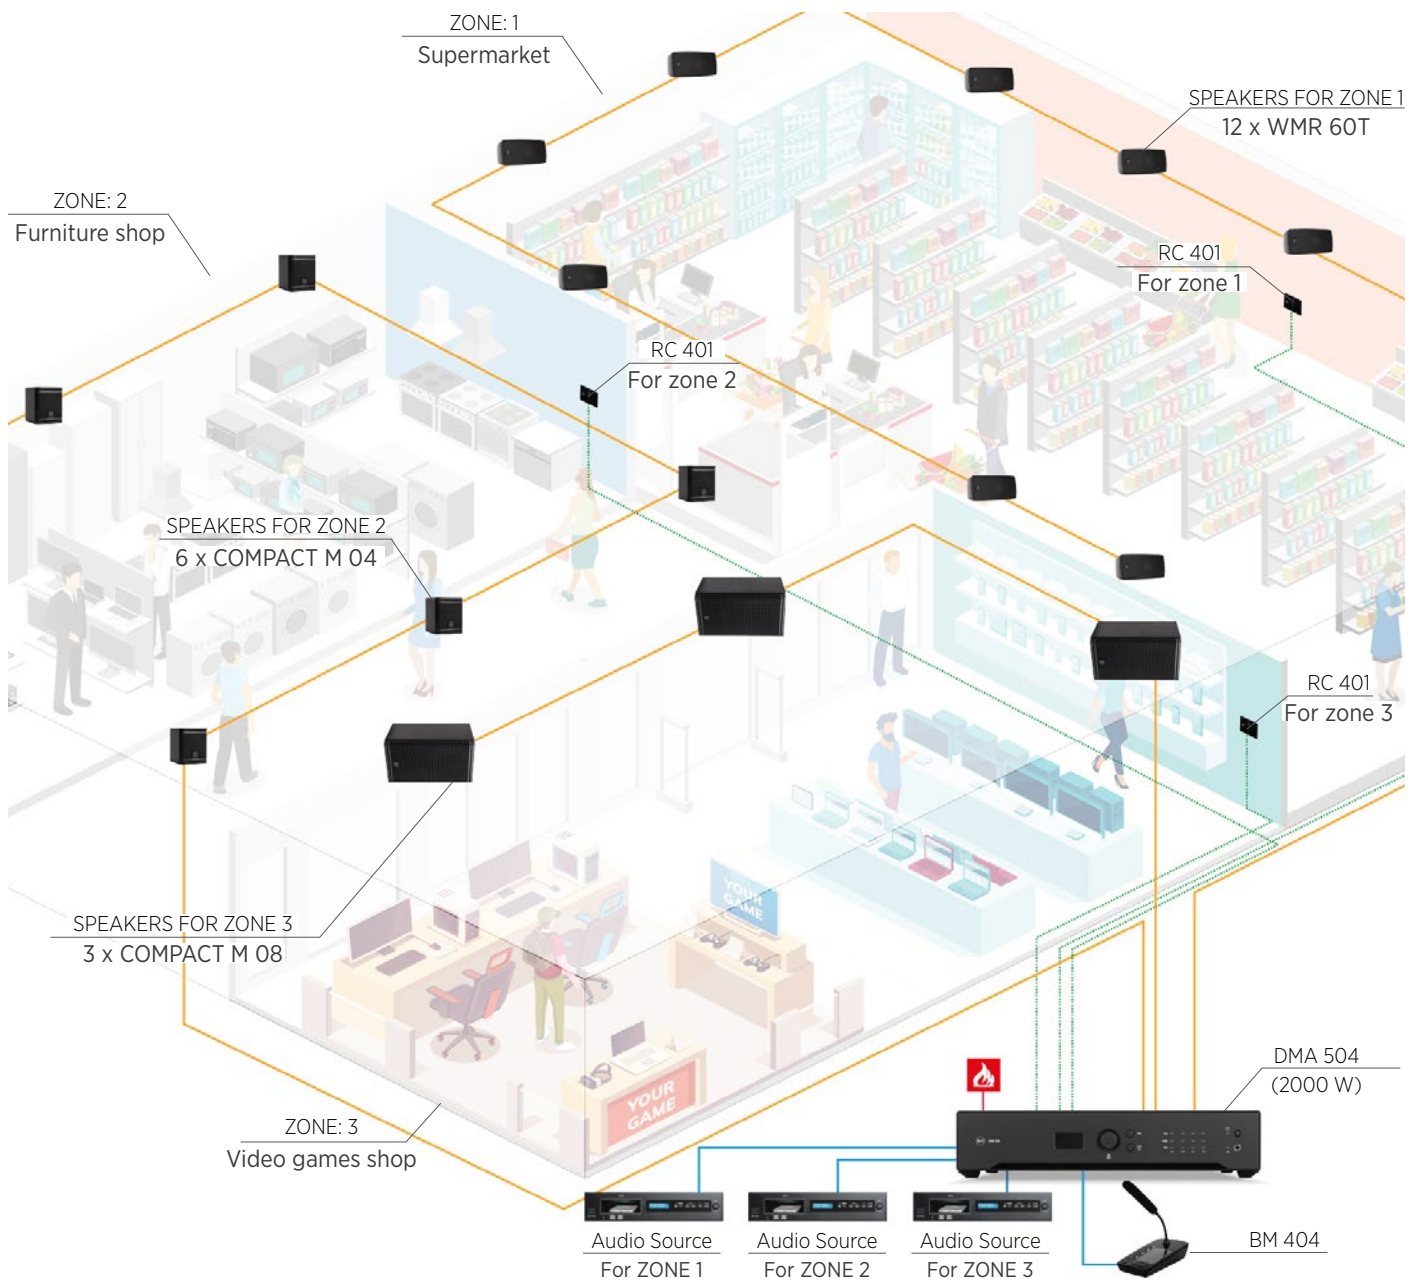 ZONE: 1
Supermarket
SPEAKERS FOR ZONE 1
12 x WMR 60T
ZONE: 2
Furniture shop
RC 401
For zone 1
RC 401
For zone 2
SPEAKERS FOR ZONE 2
6 x COMPACT M 04
RC 401
For zone 3
SPEAKERS FOR ZONE 3
3 x COMPACT M 08
YOUR
GAME
YOUR
GAME
DMA 504
(2000 W)
ZONE: 3
Video games shop
Audio Source
For ZONE 1
Audio Source
For ZONE 2
Audio Source
For ZONE 3
BM 404